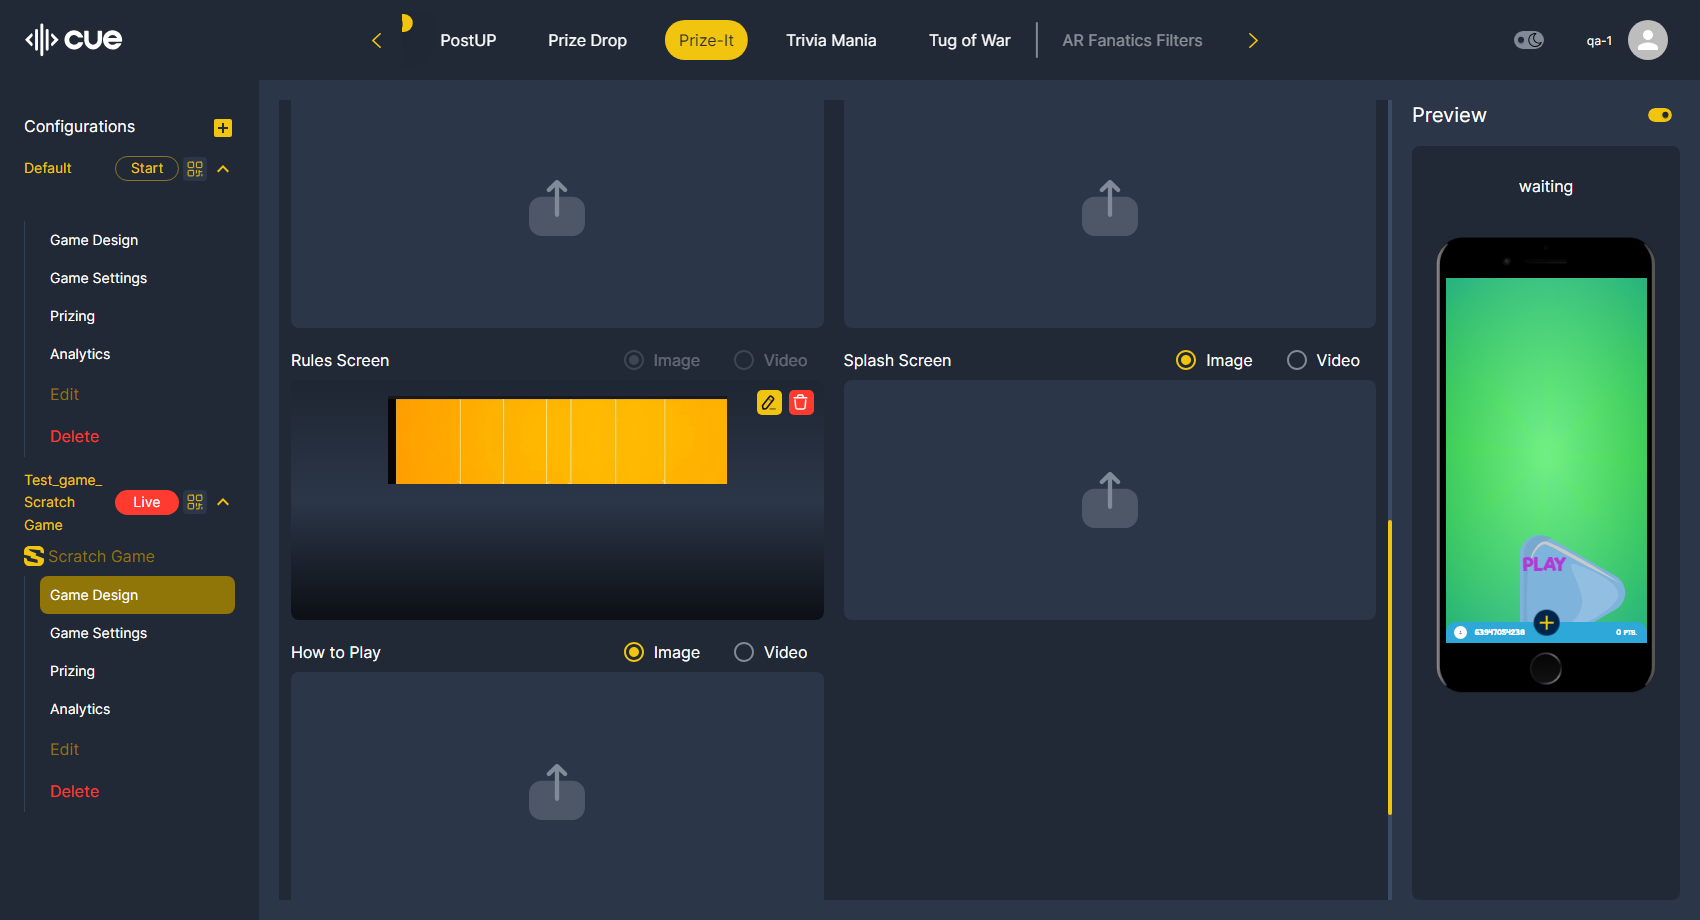 cue
PostUP
Prize Drop
Prize-It
Trivia Mania
Tug of War
AR Fanatics Filters
qa-1
Configurations
Default
Start
Game Design
Game Settings
Prizing
Analytics
Edit
Delete
Test_game_
Scratch
Game
Live
Scratch Game
Game Design
Game Settings
Prizing
Analytics
Edit
Delete
Rules Screen
Image
Video
Splash Screen
Image
Video
How to Play
Image
Video
Preview
waiting
PLAY
0 PTS.